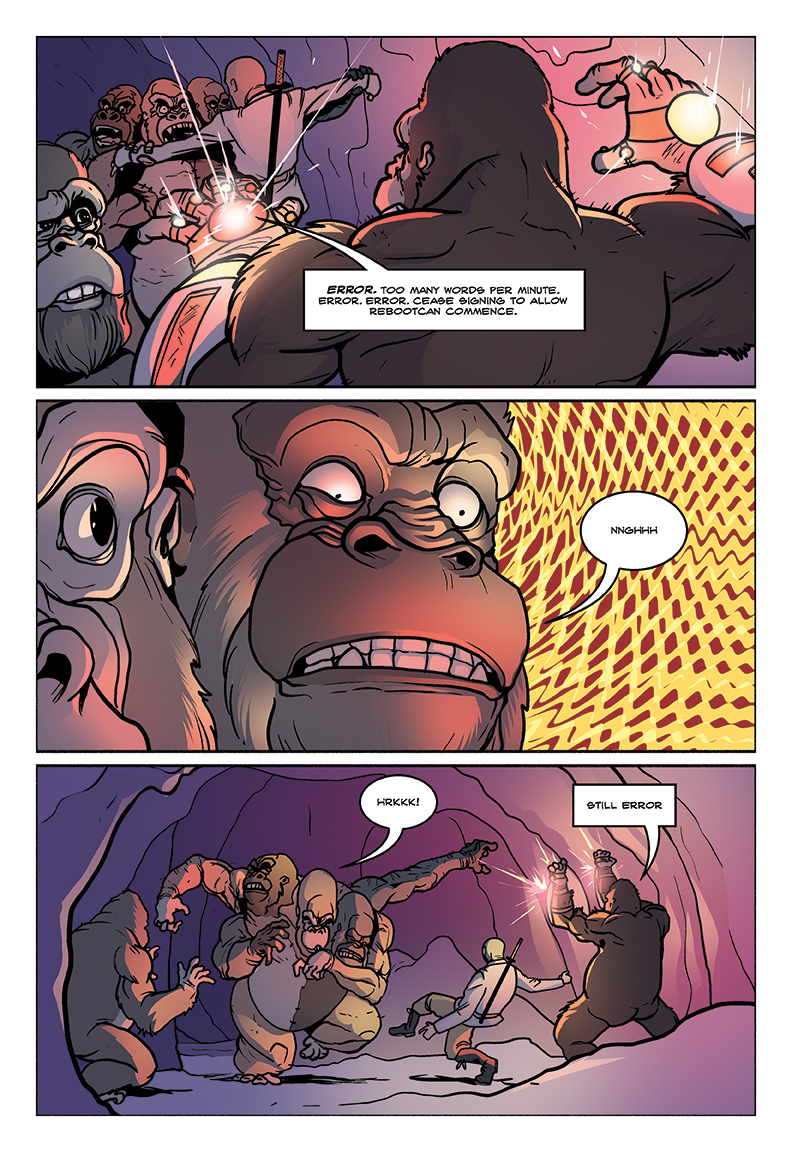 ERROR. TOO MANY WORDS PER MINUTE.
ERROR. ERROR. CEASE SIGNING TO ALLOW
REBOOTCAN COMMENCE.
NNGHHH
HRKKK!
STILL ERROR